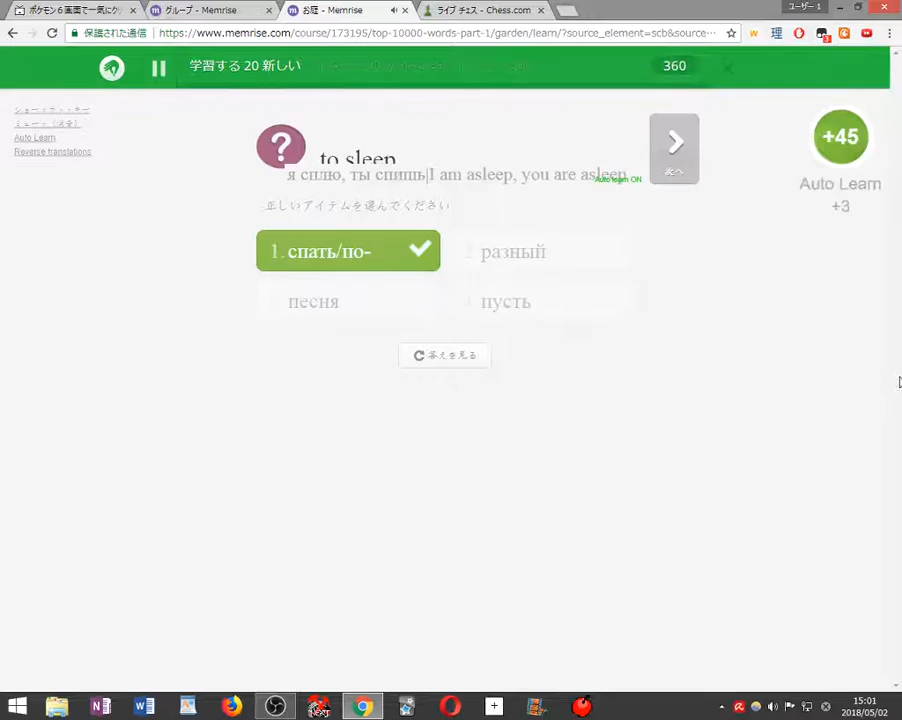 ポケモン６画面で一気にク
グループ - Memrise
お庭 - Memrise
ライブ チェス - Chess.com
ユーザー 1
保護された通信
https://www.memrise.com/course/173195/top-10000-words-part-1/garden/learn/?source_element=scb&source…
学習する 20 新しい
360
Auto Learn
Reverse translations
to sleep
я сплю, ты спишь|I am asleep, you are asleep
Auto learn ON
次へ
+45
Auto Learn
+3
正しいアイテムを選んでください
1. спать/по-
2. разный
песня
4. пусть
答えを見る
15:01
2018/05/02